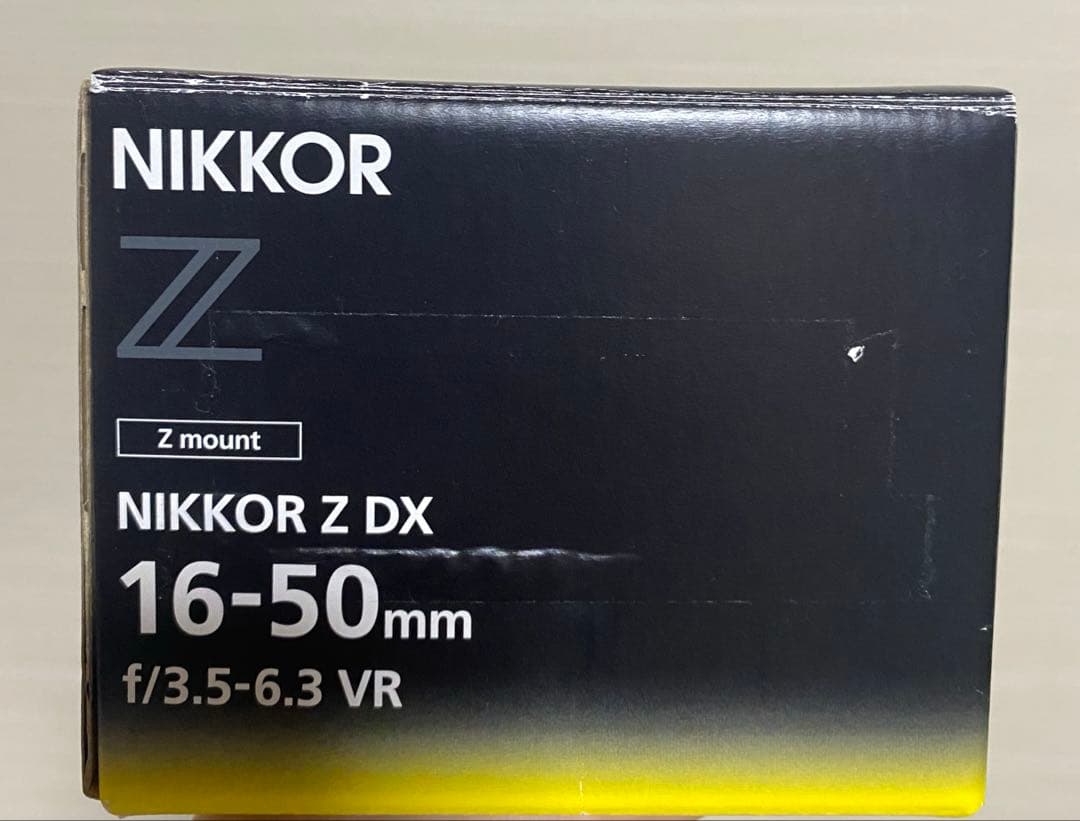 NIKKOR
Z
Z mount
NIKKOR Z DX
16-50mm
f/3.5-6.3 VR